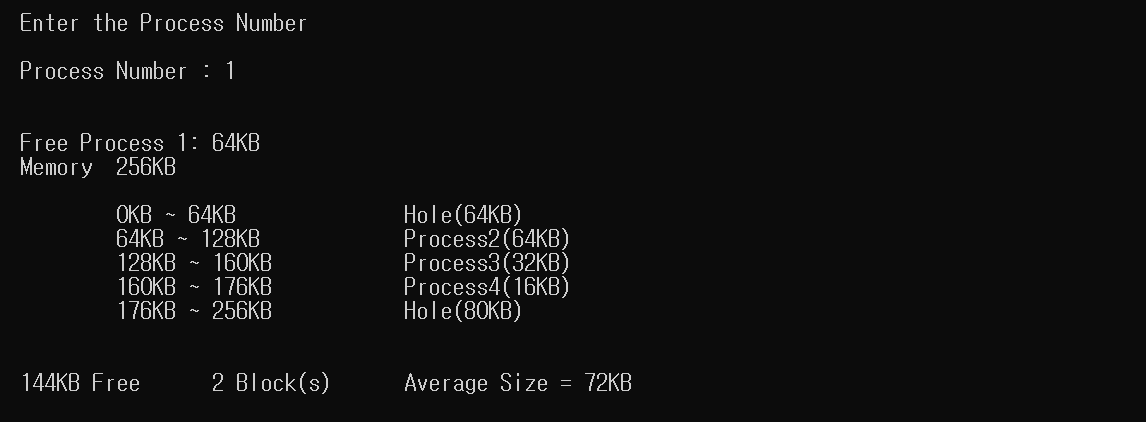 Enter the Process Number
Process Number : 1
Free Process 1: 64KB
Memory  256KB
0KB ~ 64KB Hole(64KB)
64KB ~ 128KB Process2(64KB)
128KB ~ 160KB Process3(32KB)
160KB ~ 176KB Process4(16KB)
176KB ~ 256KB Hole(80KB)
144KB Free 2 Block(s) Average Size = 72KB